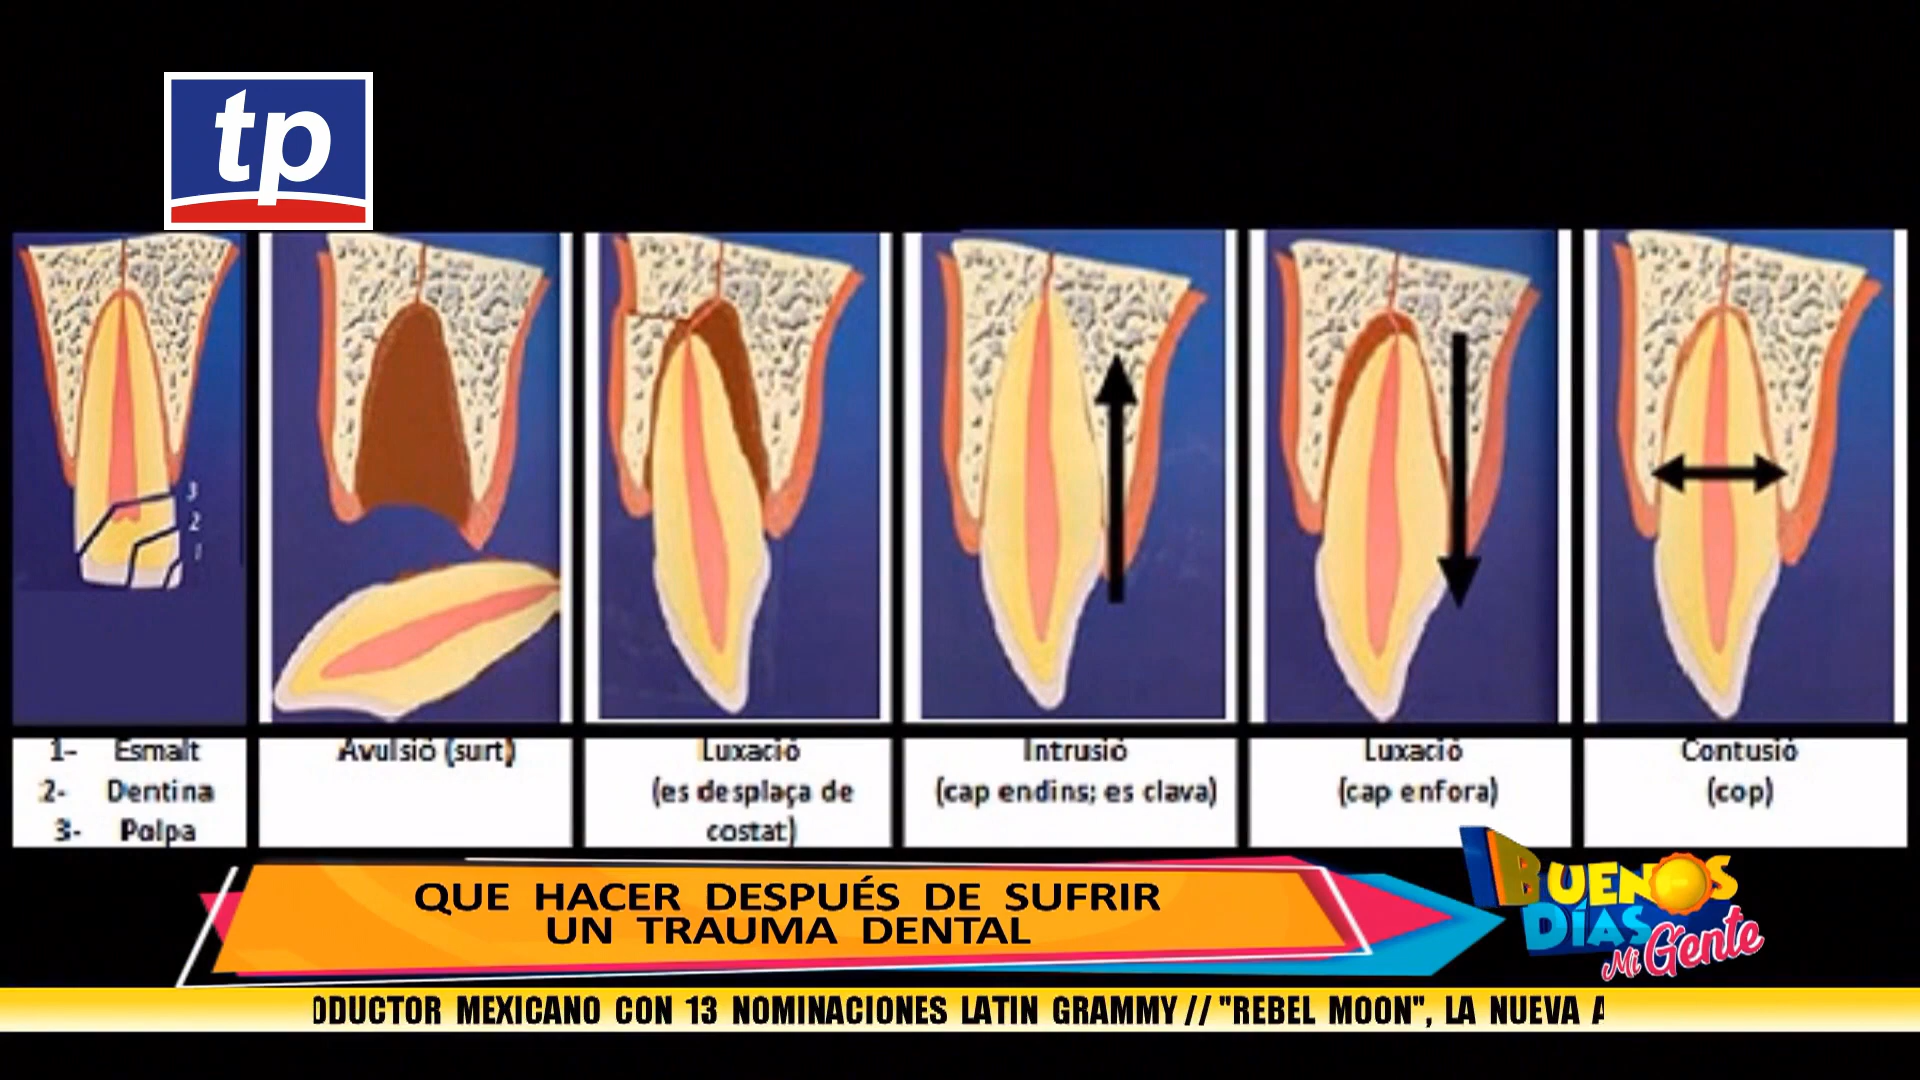 tp
3
2
1
1- Esmalt
2- Dentina
3- Polpa
Avulsió (surt)
Luxació
(es desplaça de
costat)
Intrusió
(cap endins; es clava)
Luxació
(cap enfora)
Contusió
(cop)
QUE HACER DESPUÉS DE SUFRIR
UN TRAUMA DENTAL
BUENOS
DÍAS
Mi Gente
ODUCTOR MEXICANO CON 13 NOMINACIONES LATIN GRAMMY // "REBEL MOON", LA NUEVA A